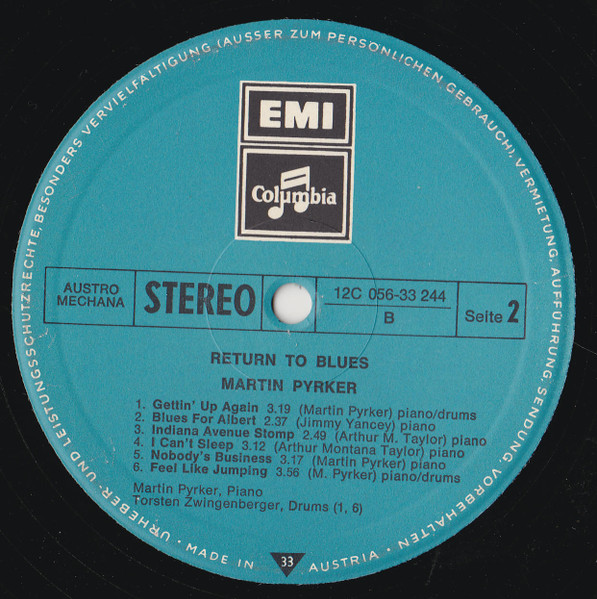 URHEBER- UND LEISTUNGSSCHUTZRECHTE, BESONDERS VERVIELFÄLTIGUNG (AUSSER ZUM PERSÖNLICHEN GEBRAUCH), VERMIETUNG, AUFFÜHRUNG, SENDUNG, VORBEHALTEN · MADE IN 33 AUSTRIA ·
EMI
Columbia
AUSTRO
MECHANA
STEREO
12C 056-33 244
B
Seite 2
RETURN TO BLUES
MARTIN PYRKER
1. Gettin' Up Again 3.19 (Martin Pyrker) piano/drums
2. Blues For Albert 2.37 (Jimmy Yancey) piano
3. Indiana Avenue Stomp 2.49 (Arthur M. Taylor) piano
4. I Can't Sleep 3.12 (Arthur Montana Taylor) piano
5. Nobody's Business 3.17 (Martin Pyrker) piano
6. Feel Like Jumping 3.56 (M. Pyrker) piano/drums
Martin Pyrker, Piano
Torsten Zwingenberger, Drums (1, 6)